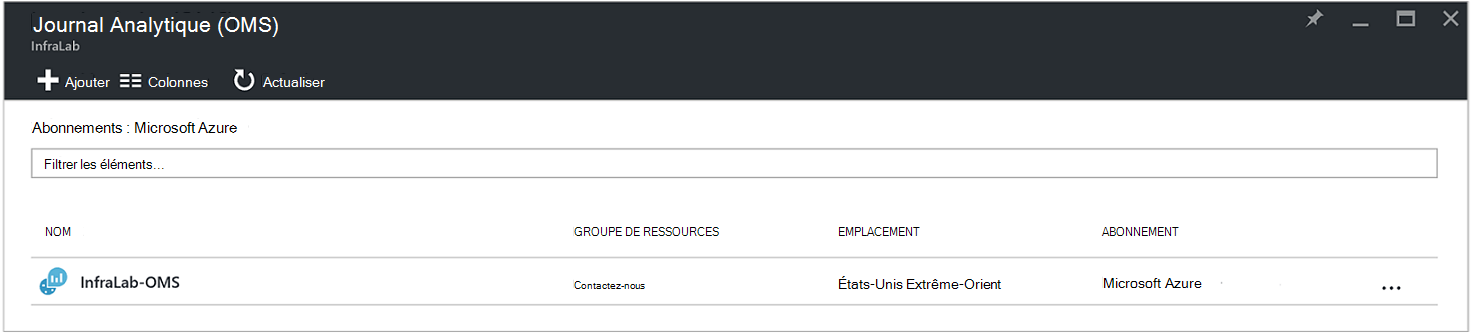 Journal Analytique (OMS)
InfraLab
Ajouter Colonnes Actualiser
Abonnements : Microsoft Azure
Filtrer les éléments...
NOM GROUPE DE RESSOURCES EMPLACEMENT ABONNEMENT
InfraLab-OMS Contactez-nous États-Unis Extrême-Orient Microsoft Azure ...